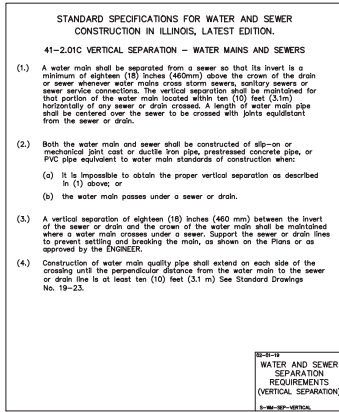 STANDARD SPECIFICATIONS FOR WATER AND SEWER
CONSTRUCTION IN ILLINOIS, LATEST EDITION.
41-2.01C VERTICAL SEPARATION – WATER MAINS AND SEWERS
(1.) A water main shall be separated from a sewer so that its invert is a
minimum of eighteen (18) inches (460mm) above the crown of the drain
or sewer whenever water mains cross storm sewers, sanitary sewers or
sewer service connections. The vertical separation shall be maintained for
that portion of the water main located within ten (10) feet (3.1m)
horizontally of any sewer or drain crossed. A length of water main pipe
shall be centered over the sewer to be crossed with joints equidistant
from the sewer or drain.
(2.) Both the water main and sewer shall be constructed of slip-on or
mechanical joint cast or ductile iron pipe, prestressed concrete pipe, or
PVC pipe equivalent to water main standards of construction when:
(a) it is impossible to obtain the proper vertical separation as described
in (1) above; or
(b) the water main passes under a sewer or drain.
(3.) A vertical separation of eighteen (18) inches (460 mm) between the invert
of the sewer or drain and the crown of the water main shall be maintained
where a water main crosses under a sewer. Support the sewer or drain lines
to prevent settling and breaking the main, as shown on the Plans or as
approved by the ENGINEER.
(4.) Construction of water main quality pipe shall extend on each side of the
crossing until the perpendicular distance from the water main to the sewer
or drain line is at least ten (10) feet (3.1 m) See Standard Drawings
No. 19-23.
02-01-19
WATER AND SEWER
SEPARATION
REQUIREMENTS
(VERTICAL SEPARATION)
S-WM-SEP-VERTICAL